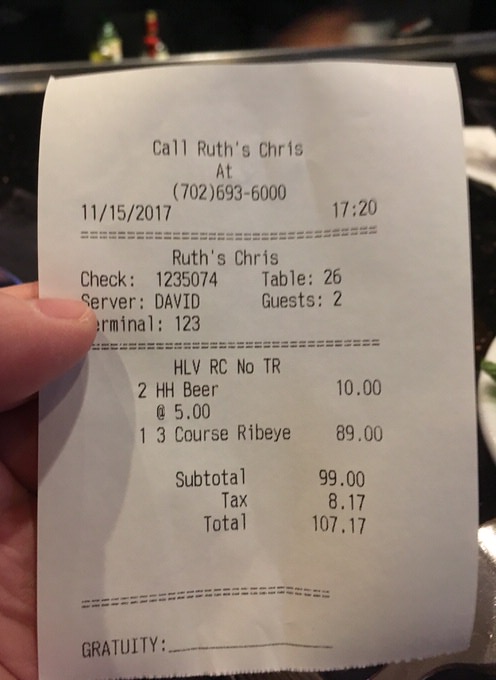 Call Ruth's Chris
At
(702)693-6000
11/15/2017 17:20
==========================================
Ruth's Chris
Check: 1235074 Table: 26
Server: DAVID Guests: 2
erminal: 123
==========================================
HLV RC No TR
2 HH Beer 10.00
@ 5.00
1 3 Course Ribeye 89.00
Subtotal 99.00
Tax 8.17
Total 107.17
==================================
GRATUITY:____________________